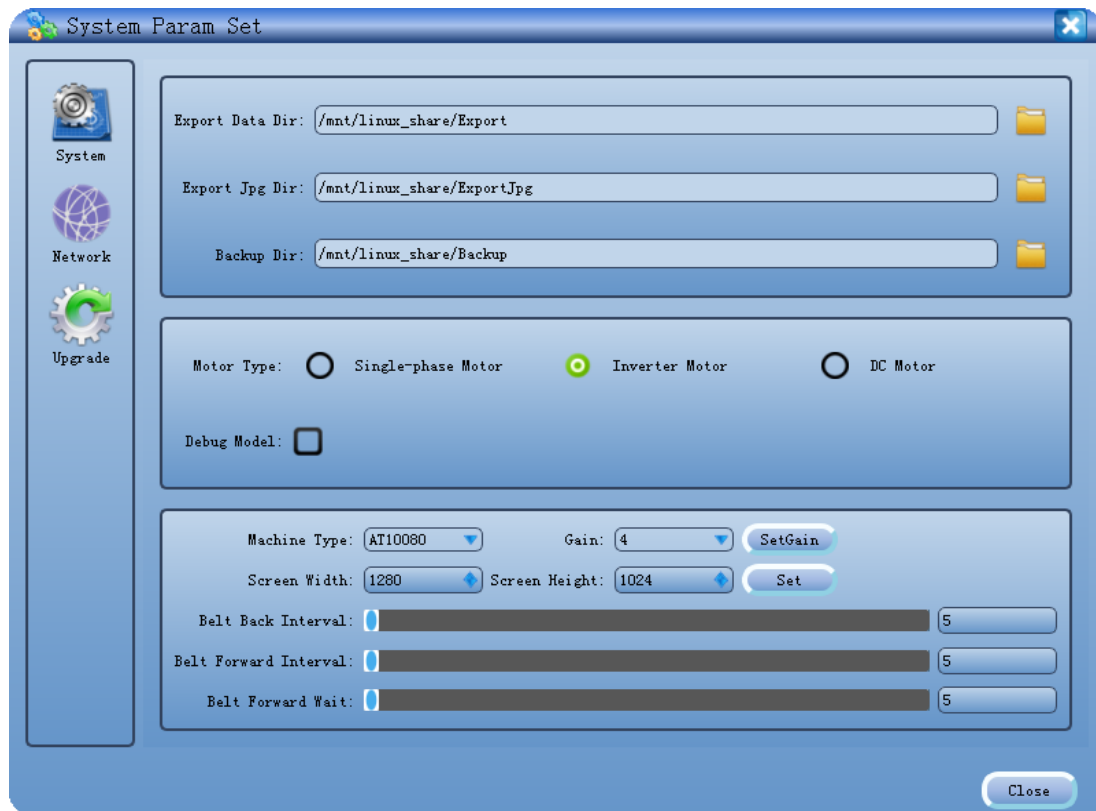 System Param Set
System
Network
Upgrade
Export Data Dir: /mnt/linux_share/Export
Export Jpg Dir: /mnt/linux_share/ExportJpg
Backup Dir: /mnt/linux_share/Backup
Motor Type: Single-phase Motor Inverter Motor DC Motor
Debug Model:
Machine Type: AT10080 Gain: 4 SetGain
Screen Width: 1280 Screen Height: 1024 Set
Belt Back Interval: 5
Belt Forward Interval: 5
Belt Forward Wait: 5
Close